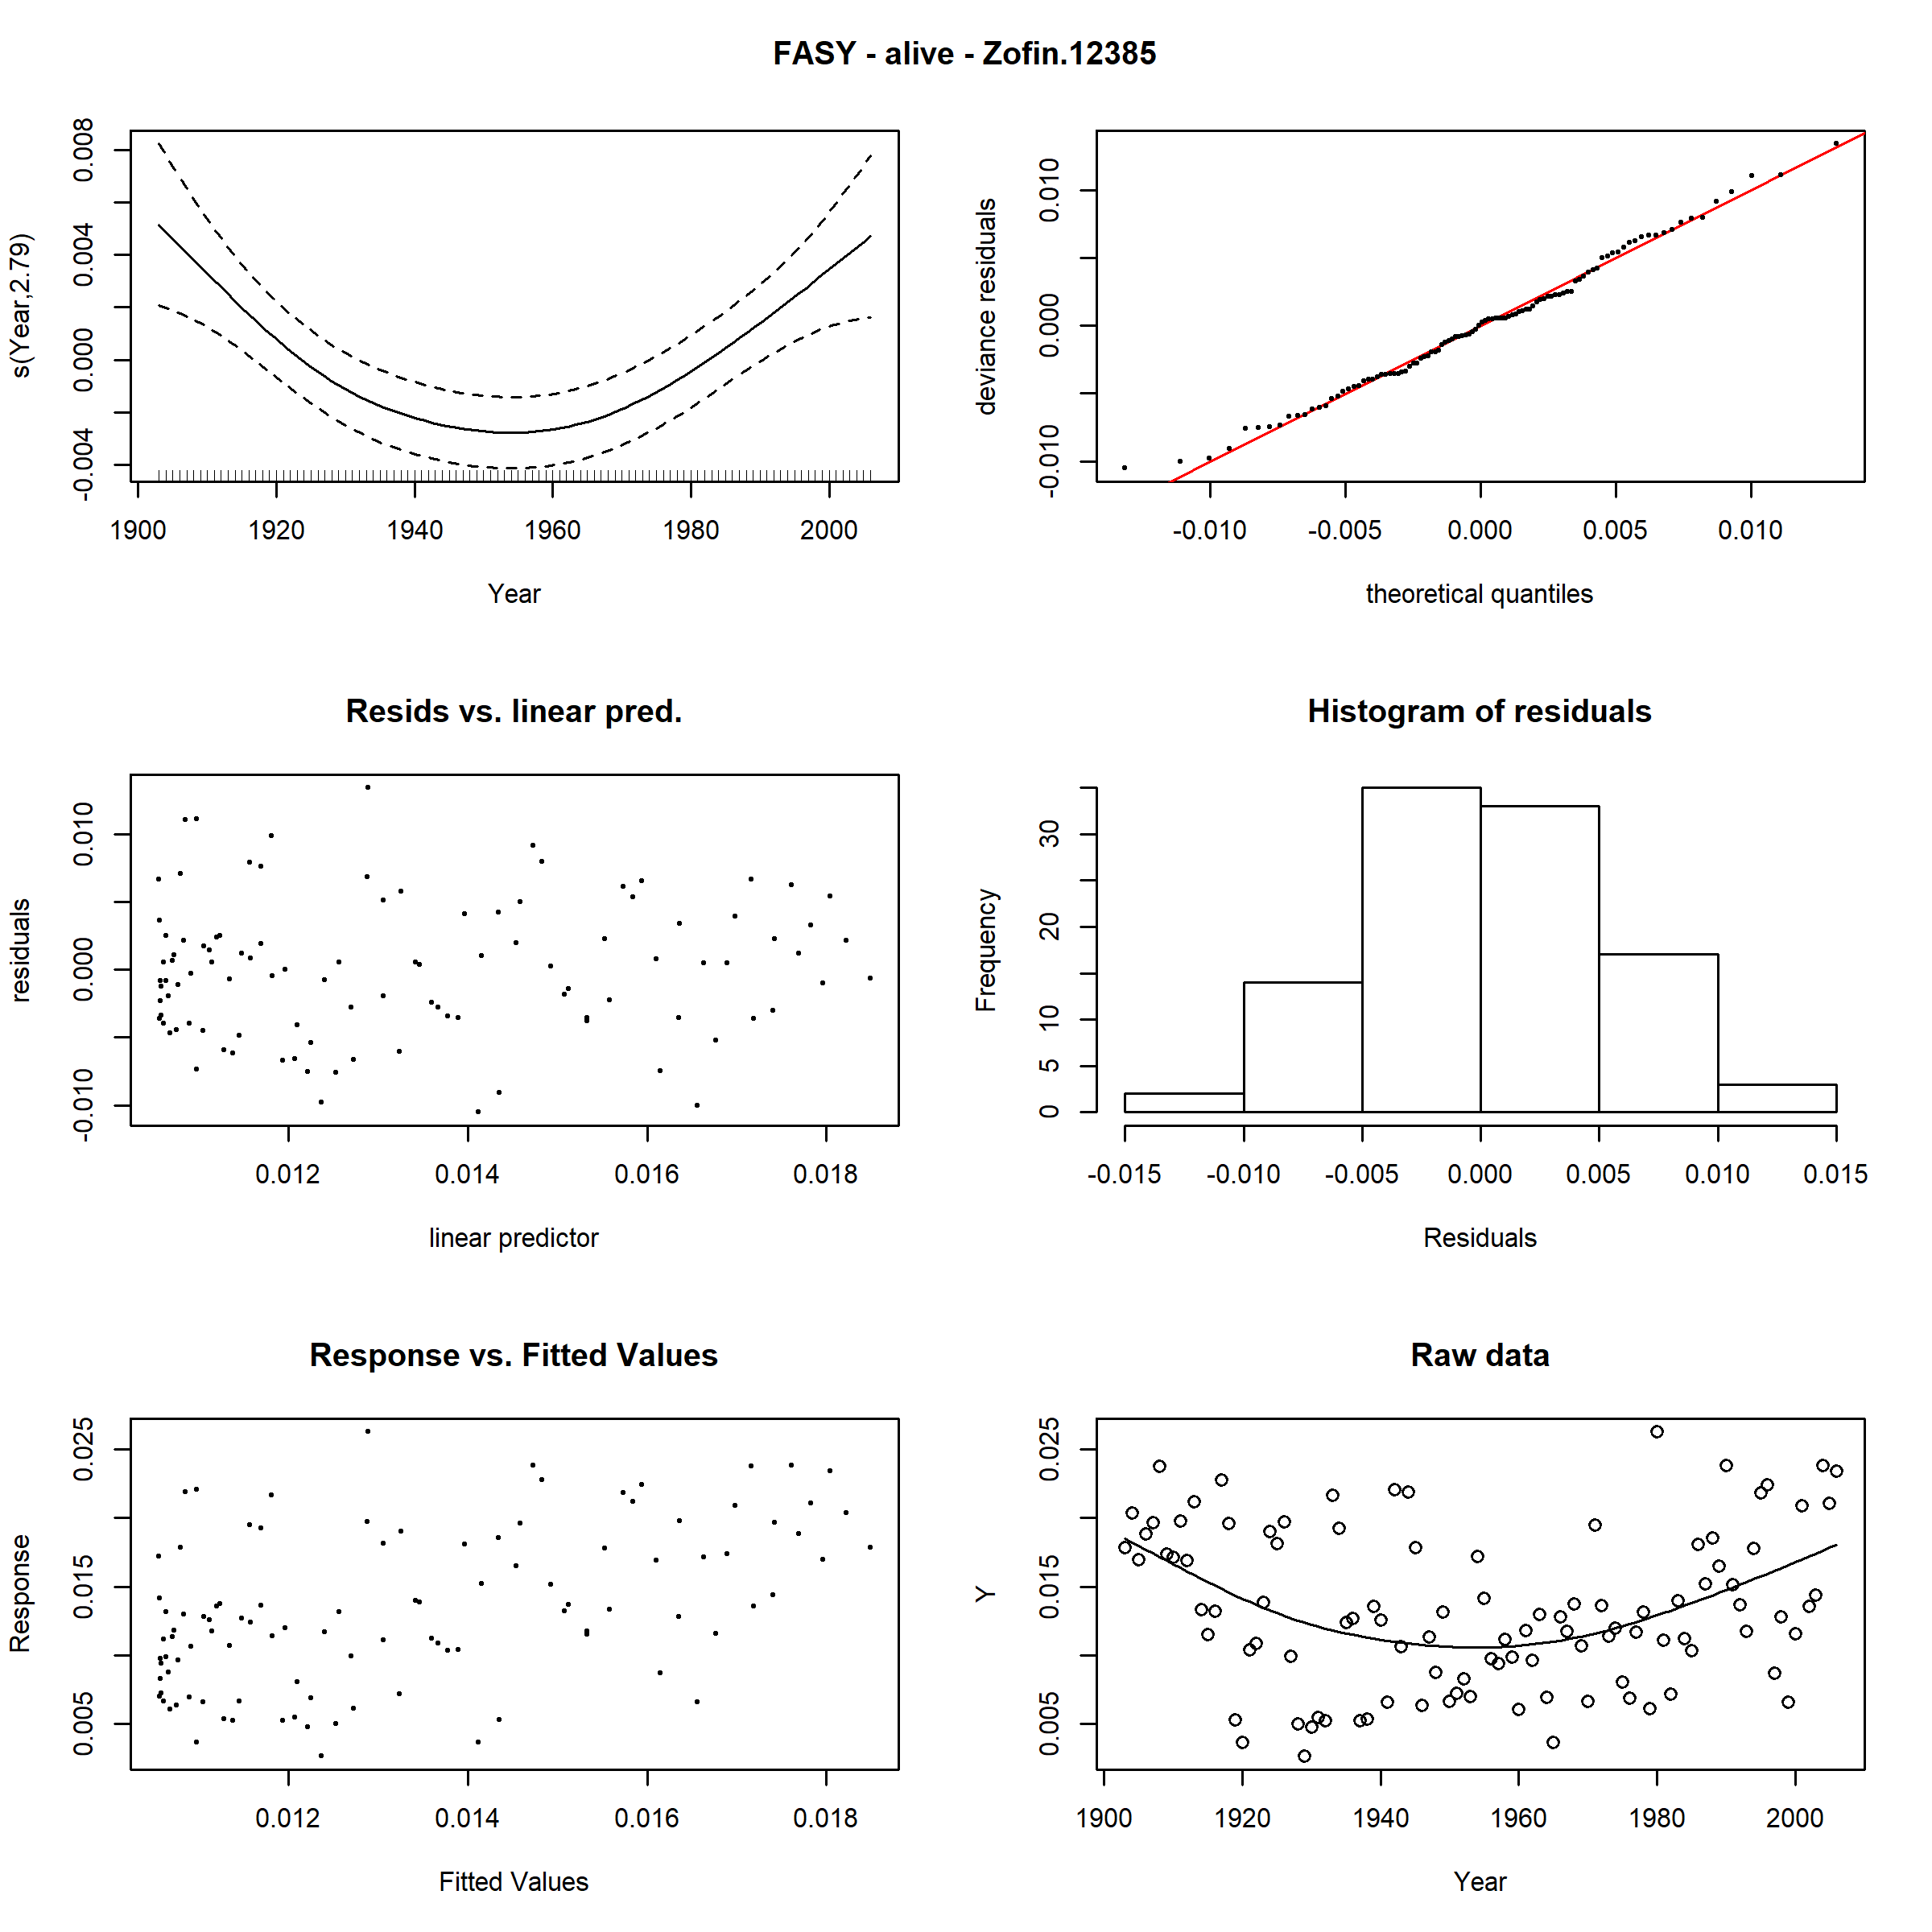 FASY - alive - Zofin.12385
s(Year,2.79)
-0.004 0.000 0.004 0.008
1900 1920 1940 1960 1980 2000
Year
deviance residuals
-0.010 0.000 0.010
-0.010 -0.005 0.000 0.005 0.010
theoretical quantiles
Resids vs. linear pred.
residuals
-0.010 0.000 0.010
0.012 0.014 0.016 0.018
linear predictor
Histogram of residuals
Frequency
0 5 10 20 30
-0.015 -0.010 -0.005 0.000 0.005 0.010 0.015
Residuals
Response vs. Fitted Values
Response
0.005 0.015 0.025
0.012 0.014 0.016 0.018
Fitted Values
Raw data
Y
0.005 0.015 0.025
1900 1920 1940 1960 1980 2000
Year